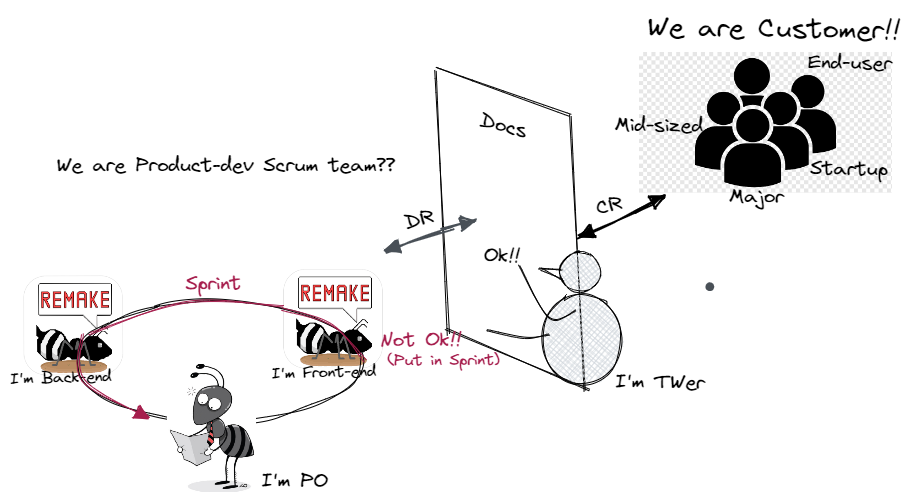 We are Customer!!
End-user
Mid-sized
Startup
Major
Docs
We are Product-dev Scrum team??
DR
CR
Ok!!
Sprint
REMAKE
REMAKE
Not Ok!!
(Put in Sprint)
I'm Back-end
I'm Front-end
I'm TWer
I'm PO